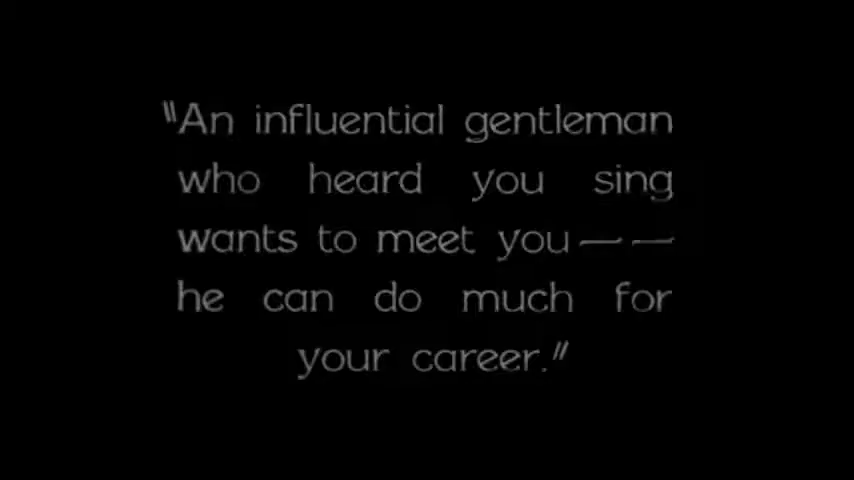 "An influential gentleman
who heard you sing
wants to meet you — —
he can do much for
your career."